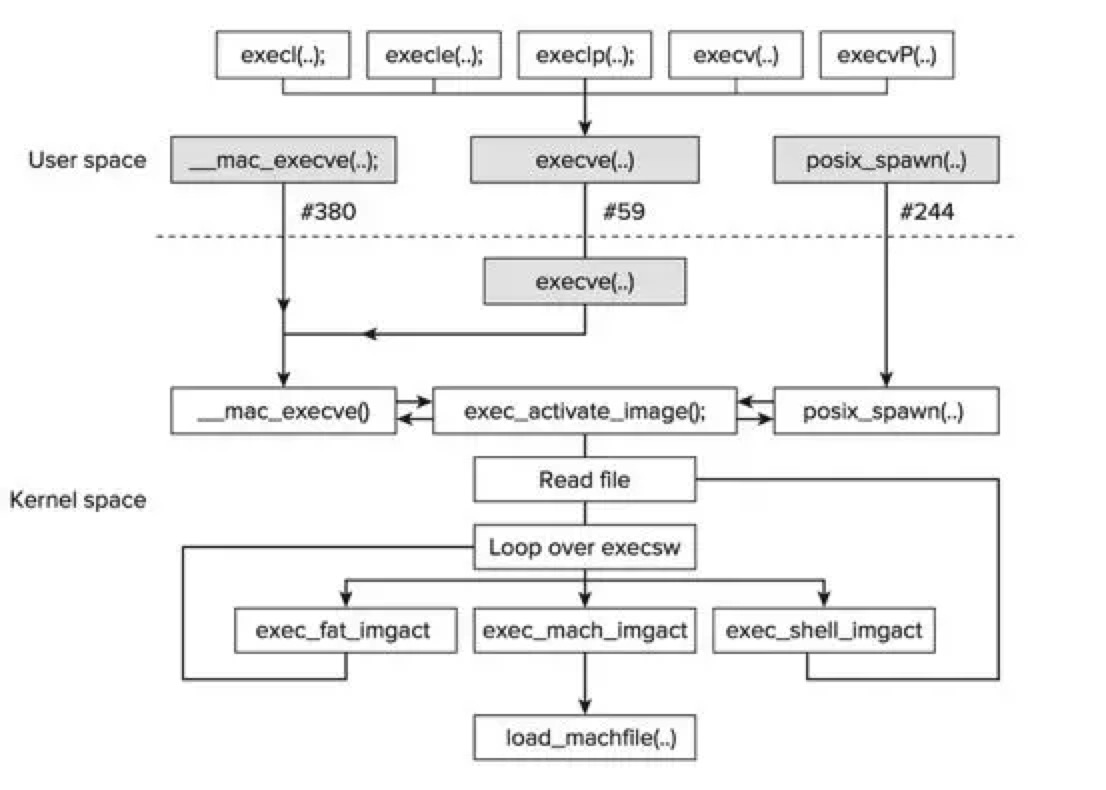 execl(..);
execle(..);
execlp(..);
execv(..)
execvP(..)
User space
__mac_execve(..);
execve(..)
posix_spawn(..)
#380
#59
#244
execve(..)
__mac_execve()
exec_activate_image();
posix_spawn(..)
Read file
Kernel space
Loop over execsw
exec_fat_imgact
exec_mach_imgact
exec_shell_imgact
load_machfile(..)